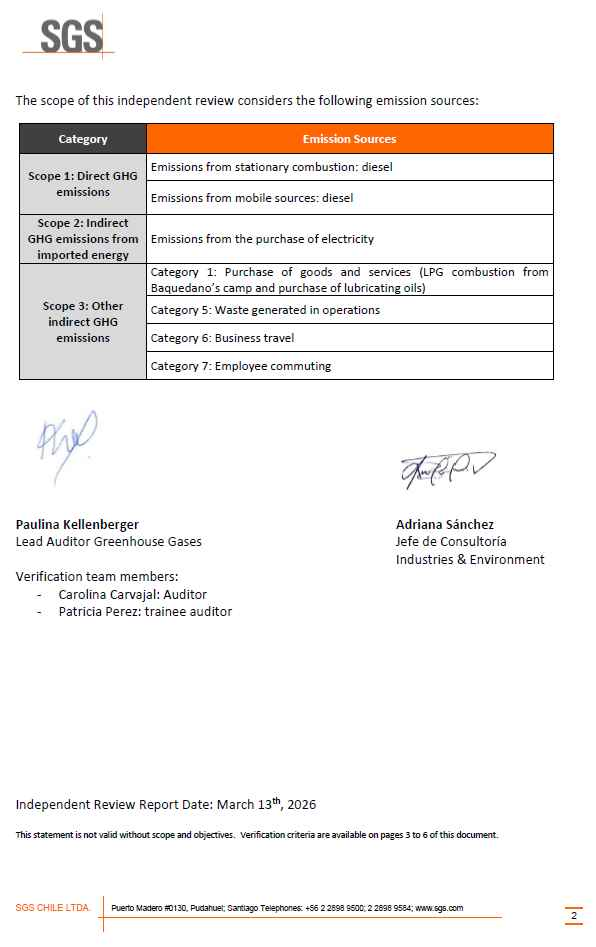 SGS
The scope of this independent review considers the following emission sources:
Category
Emission Sources
Scope 1: Direct GHG
emissions
Emissions from stationary combustion: diesel
Emissions from mobile sources: diesel
Scope 2: Indirect
GHG emissions from
imported energy
Emissions from the purchase of electricity
Scope 3: Other
indirect GHG
emissions
Category 1: Purchase of goods and services (LPG combustion from
Baquedano's camp and purchase of lubricating oils)
Category 5: Waste generated in operations
Category 6: Business travel
Category 7: Employee commuting
Paulina Kellenberger
Lead Auditor Greenhouse Gases
Adriana Sánchez
Jefe de Consultoría
Industries & Environment
Verification team members:
- Carolina Carvajal: Auditor
- Patricia Perez: trainee auditor
Independent Review Report Date: March 13th, 2026
This statement is not valid without scope and objectives. Verification criteria are available on pages 3 to 6 of this document.
SGS CHILE LTDA.
Puerto Madero #0130, Pudahuel; Santiago Telephones: +56 2 2898 9500; 2 2898 9584; www.sgs.com
2